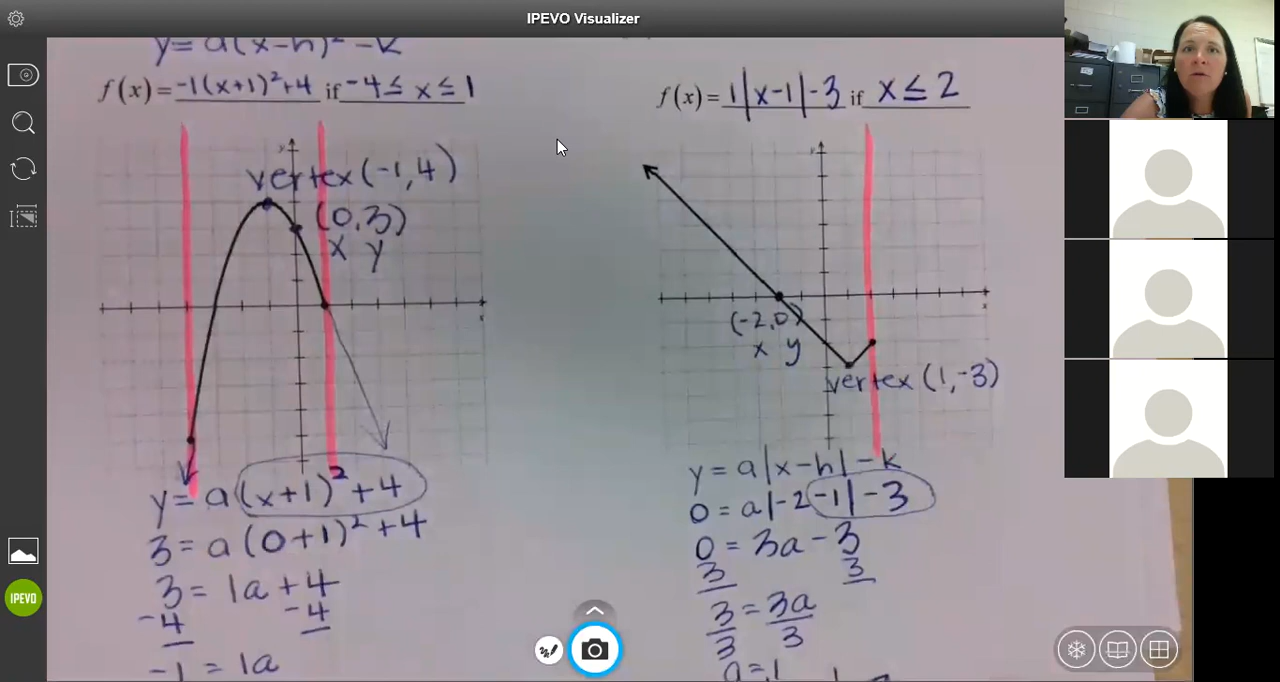 IPEVO Visualizer
y = a(x-h)² -k
f(x) = -1(x+1)²+4 if -4 ≤ x ≤ 1
vertex (-1,4)
(0,3)
x y
y
x
y = a(x+1)²+4
3 = a(0+1)²+4
3 = 1a +4
-4 -4
-1 = 1a
f(x) = 1|x-1|-3 if x ≤ 2
y
x
(-2,0)
x y
vertex (1,-3)
y = a|x-h| -k
0 = a|-2-1|-3
0 = 3a -3
3 3
3 = 3a
3 3
a = 1
IPEVO